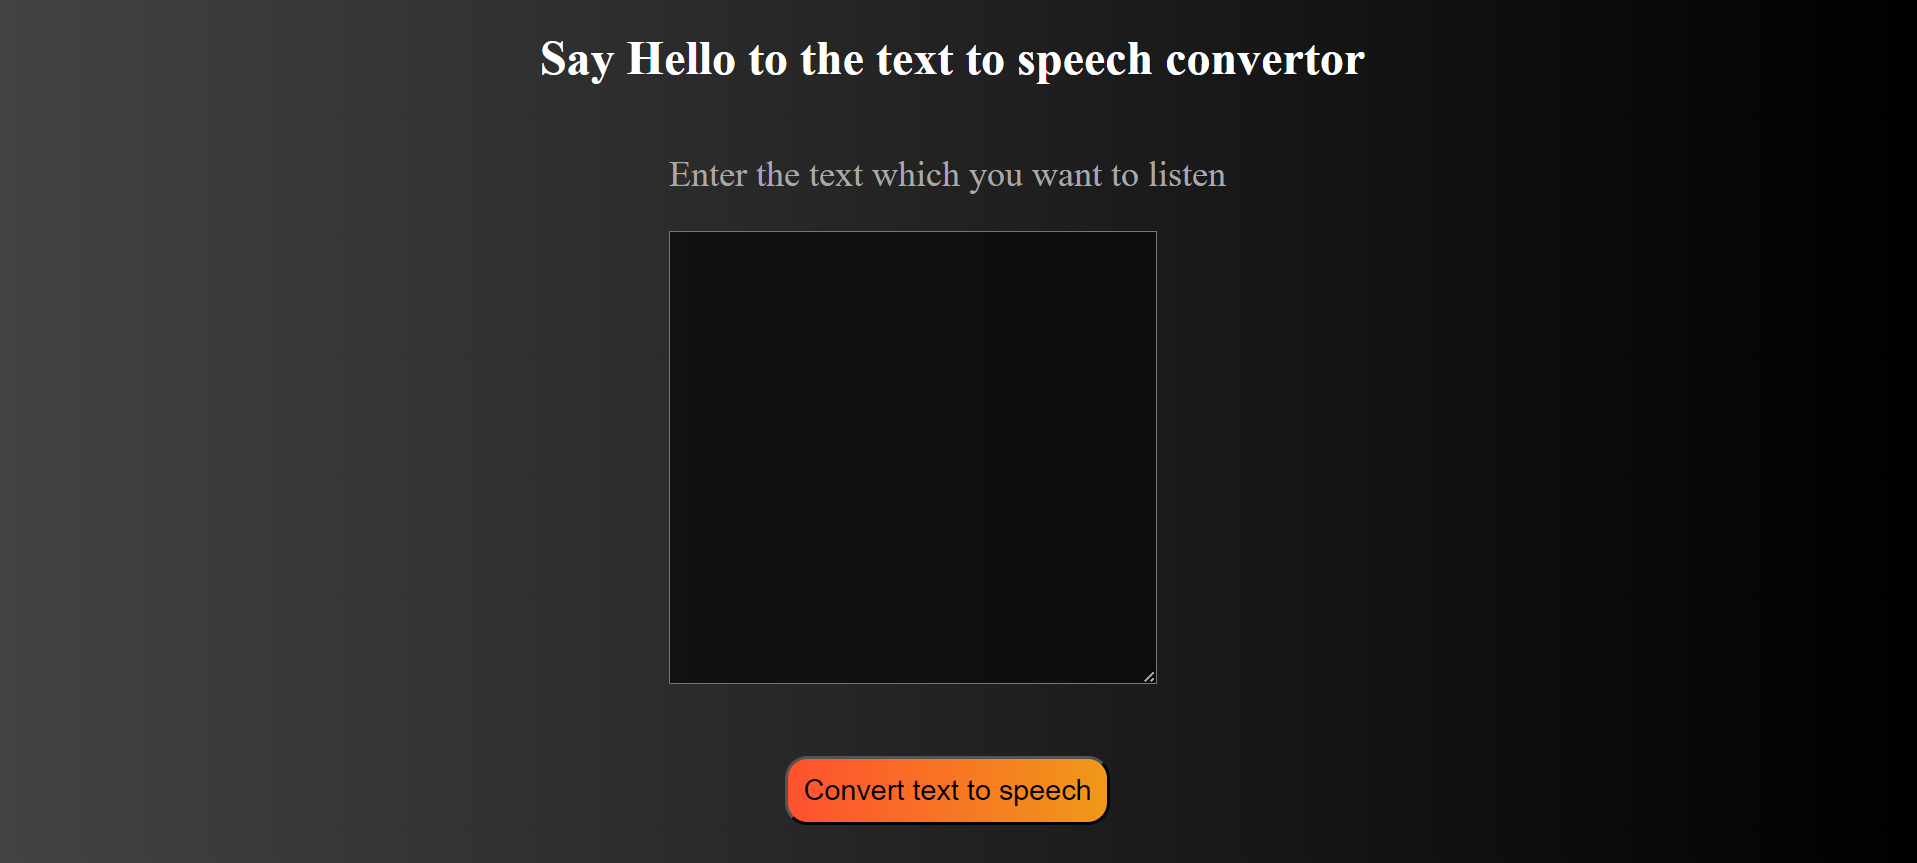 Say Hello to the text to speech convertor
Enter the text which you want to listen
Convert text to speech